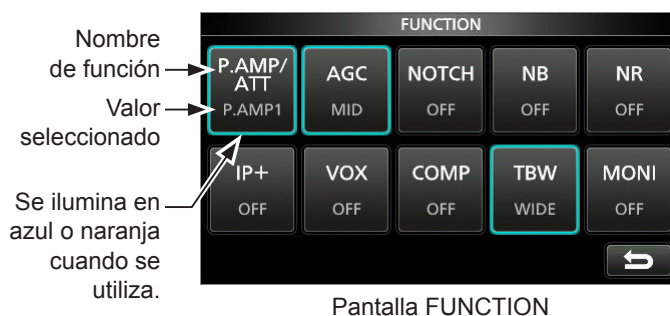 FUNCTION
Nombre
de función
Valor
seleccionado
Se ilumina en
azul o naranja
cuando se
utiliza.
P.AMP/
ATT
P.AMP1
AGC
MID
NOTCH
OFF
NB
OFF
NR
OFF
IP+
OFF
VOX
OFF
COMP
OFF
TBW
WIDE
MONI
OFF
Pantalla FUNCTION